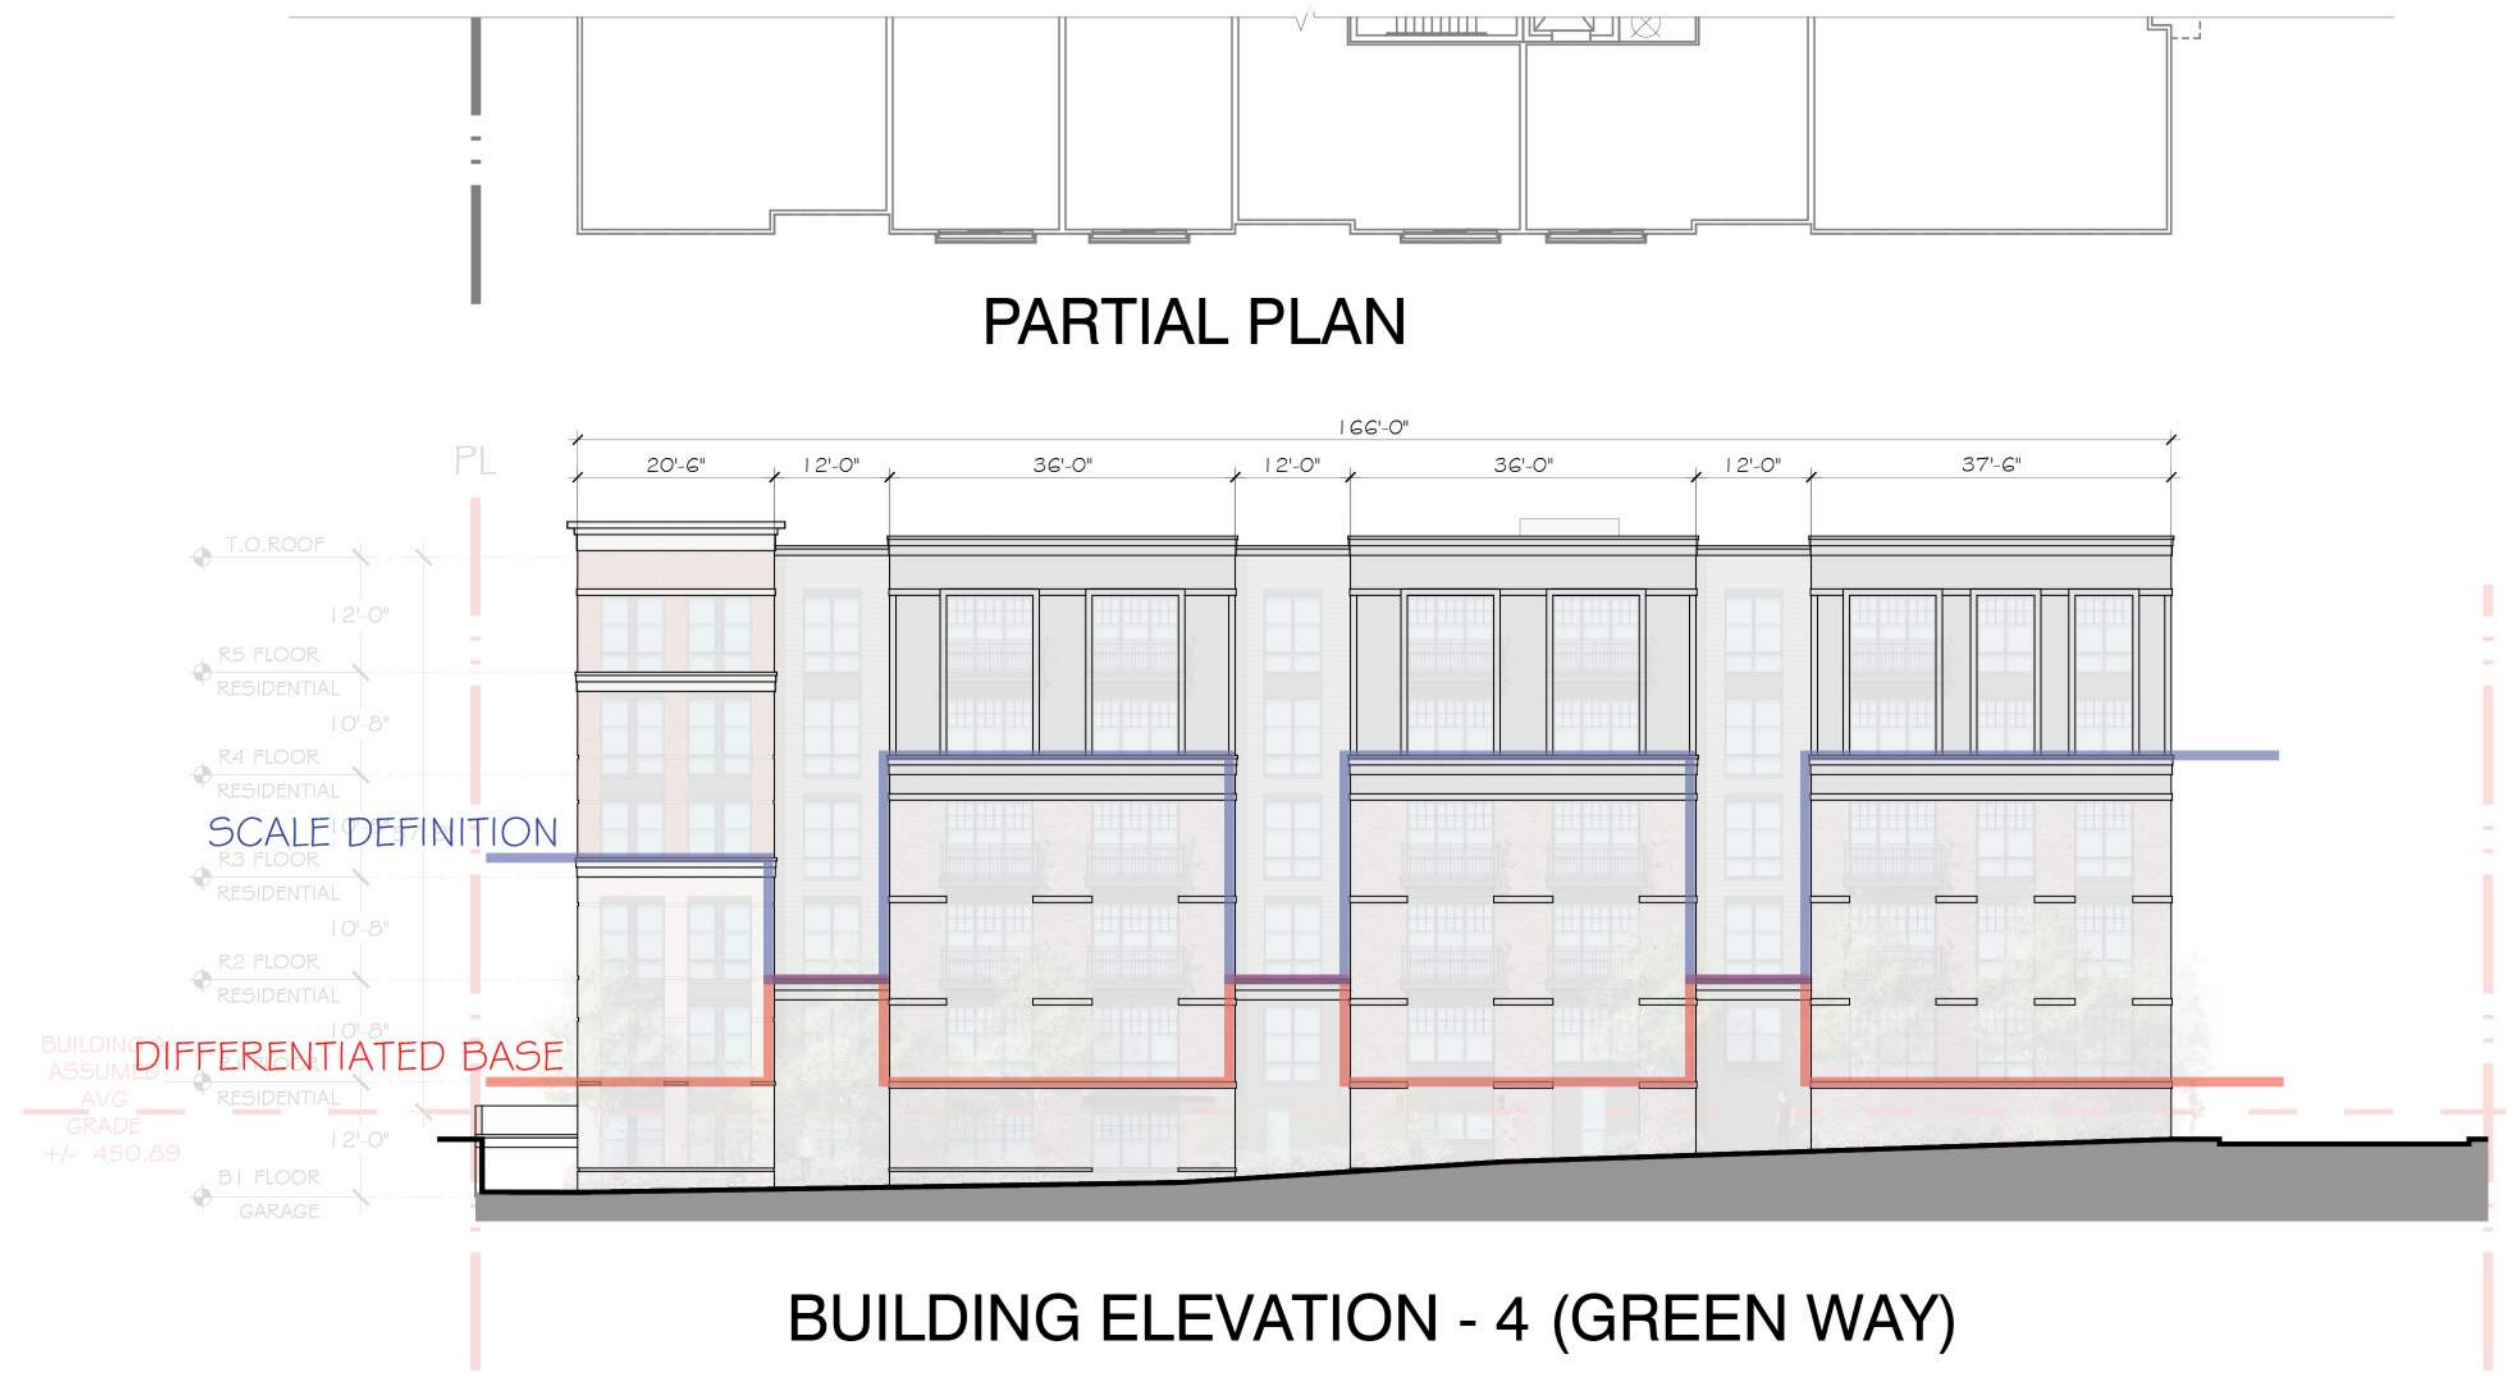 PARTIAL PLAN
166'-0"
20'-6" 12'-0" 36'-0" 12'-0" 36'-0" 12'-0" 37'-6"
PL
T.O.ROOF
12'-0"
R5 FLOOR
RESIDENTIAL
10'-8"
R4 FLOOR
RESIDENTIAL
SCALE DEFINITION
R3 FLOOR
RESIDENTIAL
10'-8"
R2 FLOOR
RESIDENTIAL
10'-8"
DIFFERENTIATED BASE
BUILDING
ASSUMED
AVG
GRADE
+/- 450.89
RESIDENTIAL
12'-0"
B1 FLOOR
GARAGE
BUILDING ELEVATION - 4 (GREEN WAY)